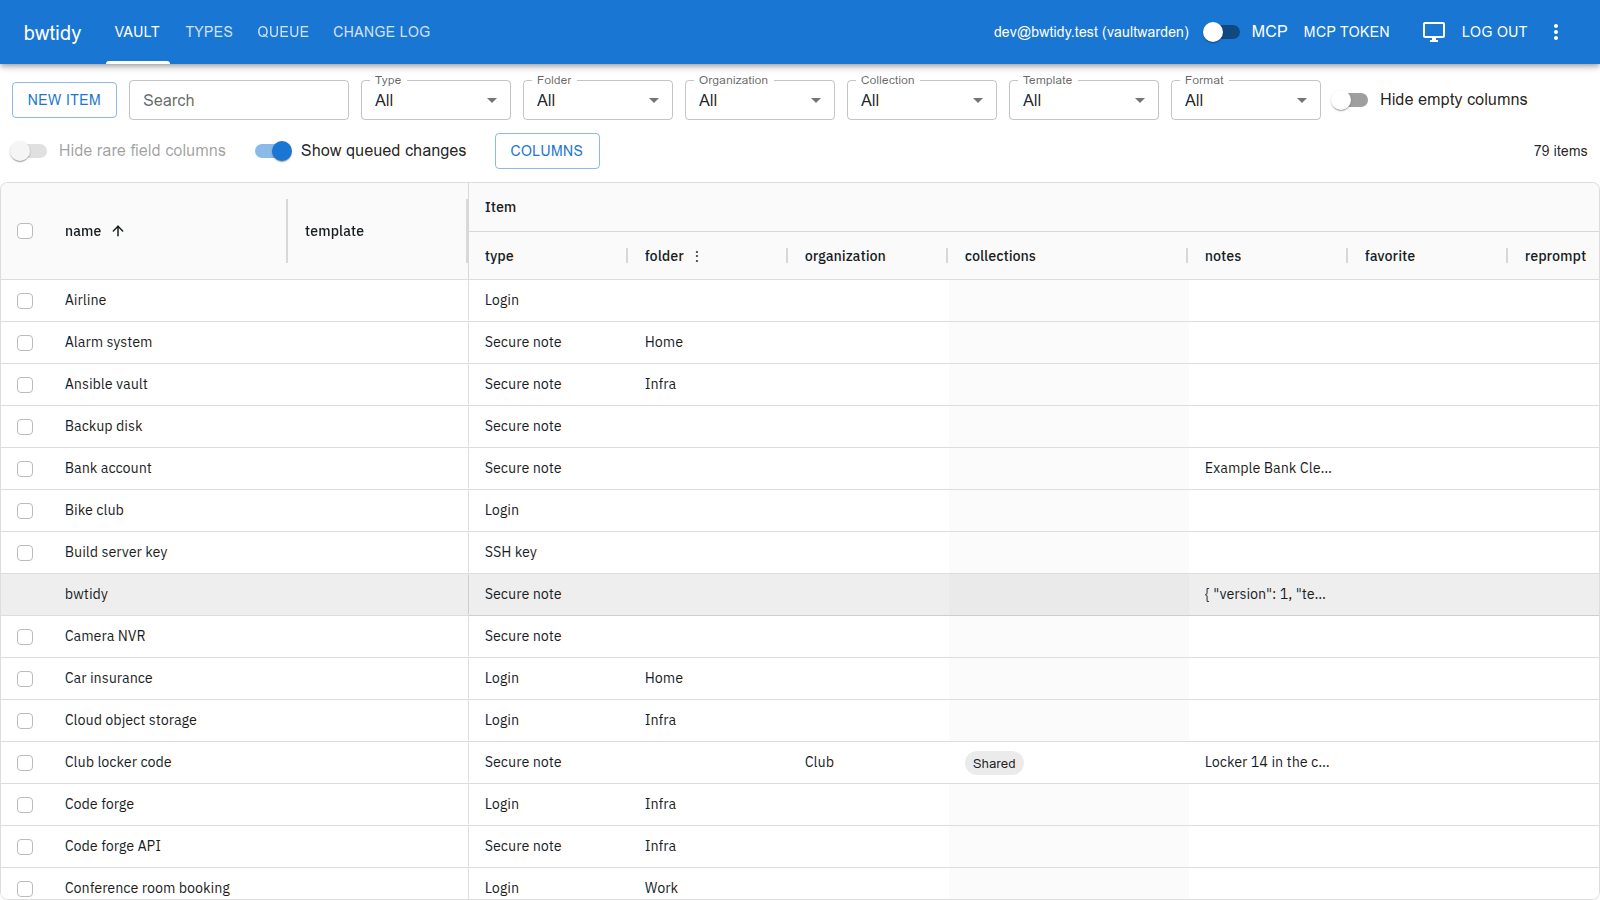 bwtidy VAULT TYPES QUEUE CHANGE LOG dev@bwtidy.test (vaultwarden) MCP MCP TOKEN LOG OUT
NEW ITEM Search Type All Folder All Organization All Collection All Template All Format All Hide empty columns
Hide rare field columns Show queued changes COLUMNS 79 items
Item
name template
type folder organization collections notes favorite reprompt
Airline Login
Alarm system Secure note Home
Ansible vault Secure note Infra
Backup disk Secure note
Bank account Secure note Example Bank Cle...
Bike club Login
Build server key SSH key
bwtidy Secure note { "version": 1, "te...
Camera NVR Secure note
Car insurance Login Home
Cloud object storage Login Infra
Club locker code Secure note Club Shared Locker 14 in the c...
Code forge Login Infra
Code forge API Secure note Infra
Conference room booking Login Work